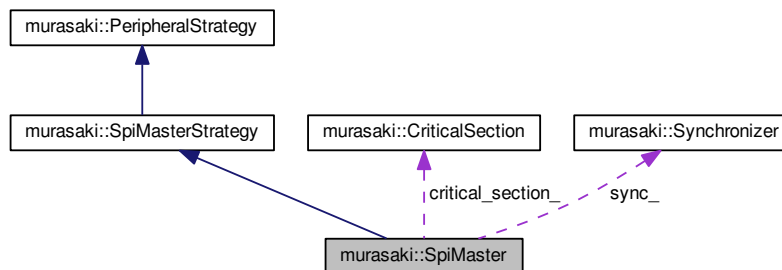 murasaki::PeripheralStrategy
murasaki::SpiMasterStrategy
murasaki::CriticalSection
murasaki::Synchronizer
critical_section_
sync_
murasaki::SpiMaster